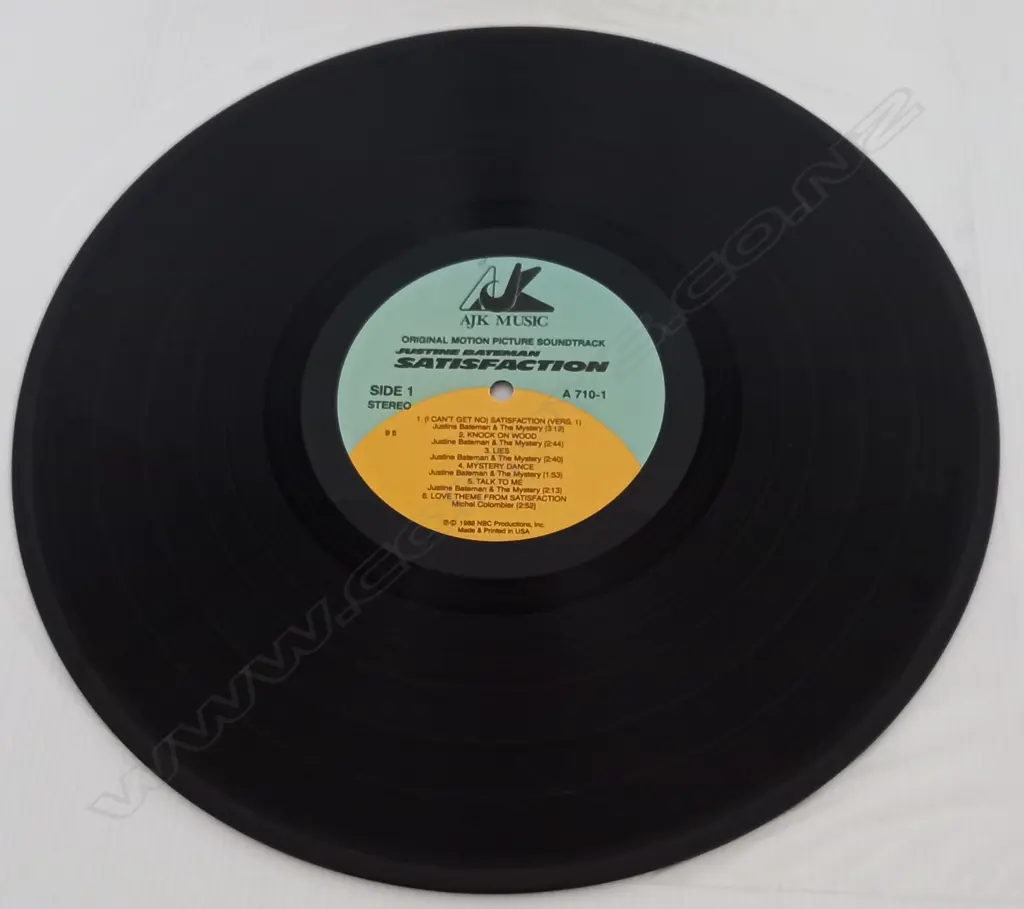 AJK
AJK MUSIC
ORIGINAL MOTION PICTURE SOUNDTRACK
JUSTINE BATEMAN
SATISFACTION
SIDE 1
A 710-1
STEREO
1. (I CAN'T GET NO) SATISFACTION (VERS. 1)
Justine Bateman & The Mystery (3:12)
2. KNOCK ON WOOD
Justine Bateman & The Mystery (2:44)
3. LIES
Justine Bateman & The Mystery (2:40)
4. MYSTERY DANCE
Justine Bateman & The Mystery (1:53)
5. TALK TO ME
Justine Bateman & The Mystery (2:13)
6. LOVE THEME FROM SATISFACTION
Michel Colombier (2:52)
℗© 1988 NBC Productions, Inc.
Made & Printed in USA